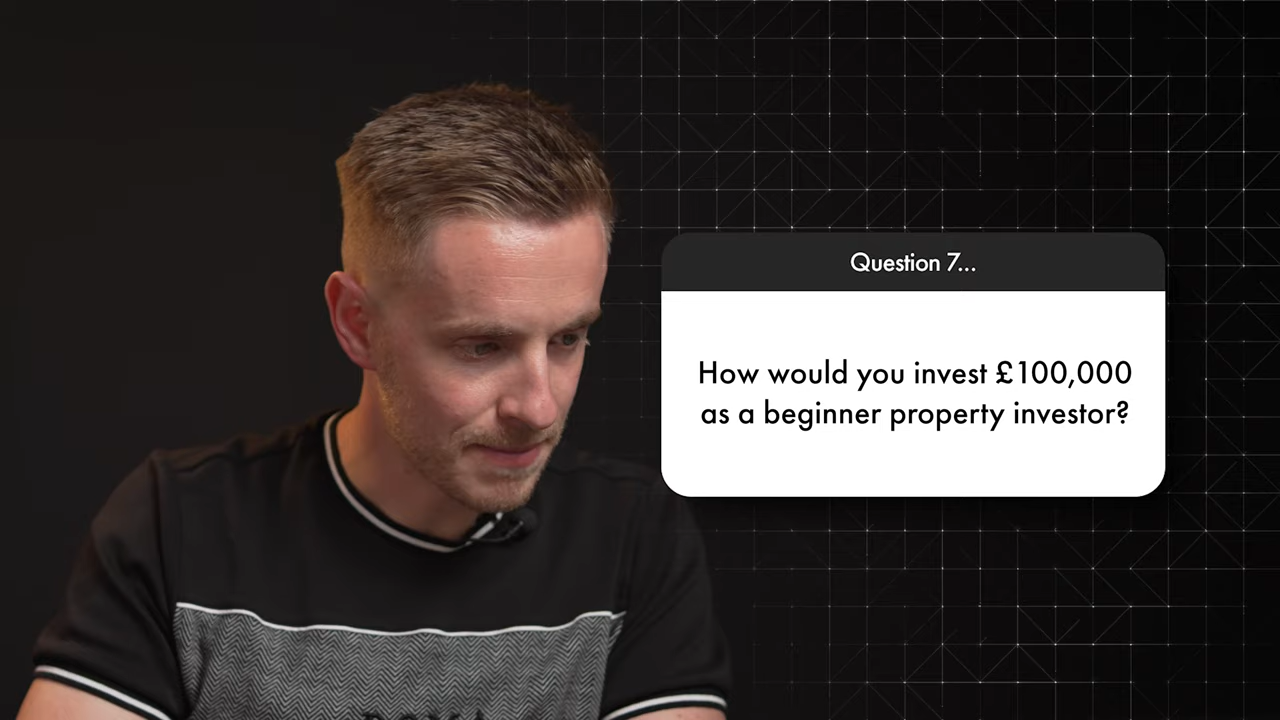 Question 7...
How would you invest £100,000
as a beginner property investor?